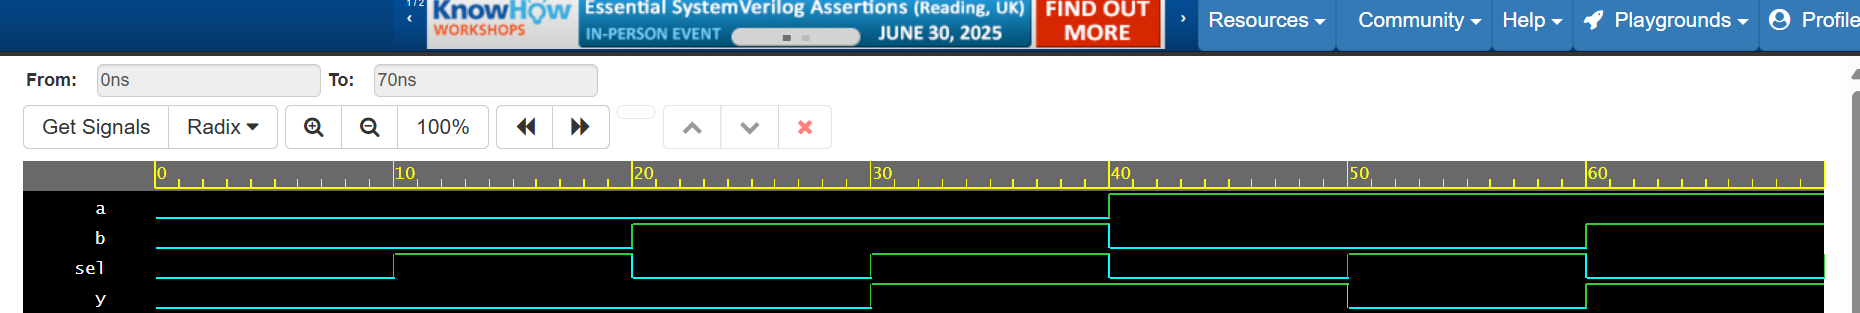 1 / 2
‹
KnowHow
WORKSHOPS
Essential SystemVerilog Assertions (Reading, UK)
IN-PERSON EVENT
JUNE 30, 2025
FIND OUT
MORE
›
Resources
Community
Help
Playgrounds
Profile
From: 0ns To: 70ns
Get Signals Radix 100%
0 10 20 30 40 50 60
a
b
sel
y